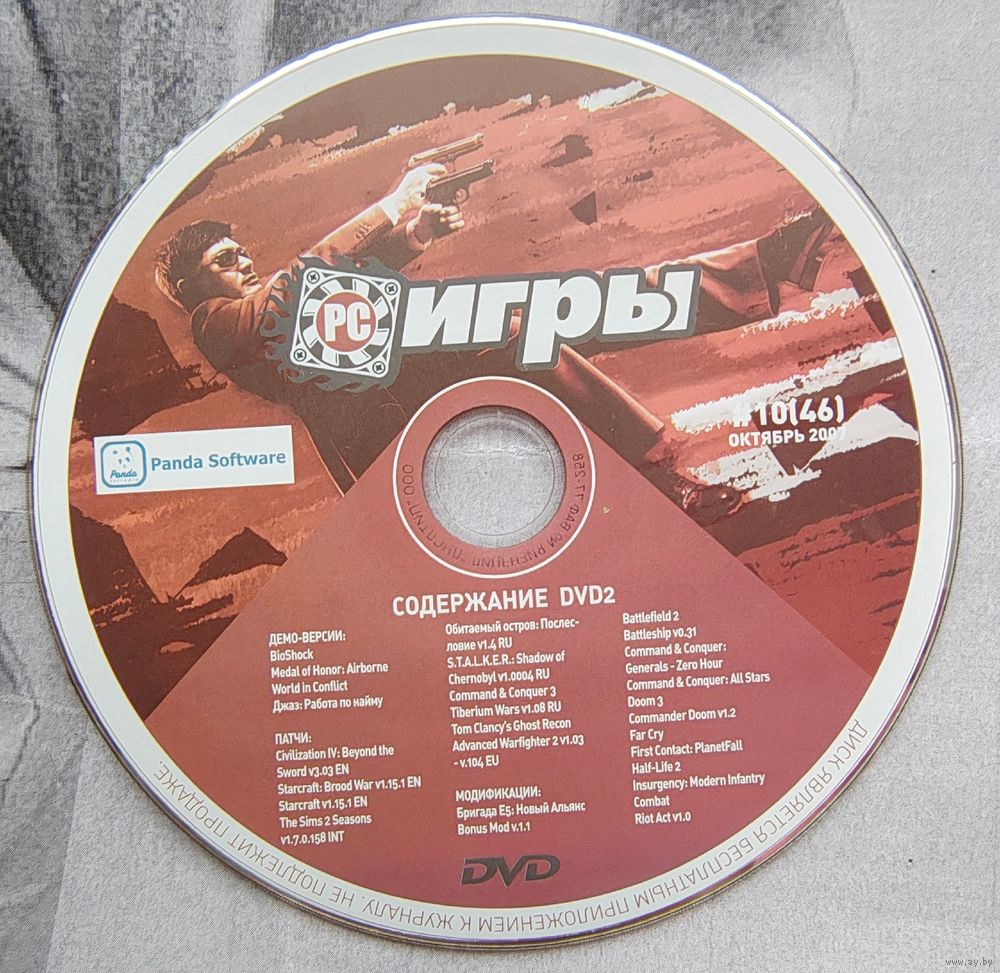 PC ИГРЫ
#10(46)
ОКТЯБРЬ 2007
Panda
Panda Software
СОДЕРЖАНИЕ DVD2
ДЕМО-ВЕРСИИ:
BioShock
Medal of Honor: Airborne
World in Conflict
Джаз: Работа по найму
ПАТЧИ:
Civilization IV: Beyond the
Sword v3.03 EN
Starcraft: Brood War v1.15.1 EN
Starcraft v1.15.1 EN
The Sims 2 Seasons
v1.7.0.158 INT
Обитаемый остров: Послес-
ловие v1.4 RU
S.T.A.L.K.E.R.: Shadow of
Chernobyl v1.0004 RU
Command & Conquer 3
Tiberium Wars v1.08 RU
Tom Clancy's Ghost Recon
Advanced Warfighter 2 v1.03
- v.104 EU
МОДИФИКАЦИИ:
Бригада E5: Новый Альянс
Bonus Mod v.1.1
Battlefield 2
Battleship v0.31
Command & Conquer:
Generals - Zero Hour
Command & Conquer: All Stars
Doom 3
Commander Doom v1.2
Far Cry
First Contact: PlanetFall
Half-Life 2
Insurgency: Modern Infantry
Combat
Riot Act v1.0
DVD
ДИСК ЯВЛЯЕТСЯ БЕСПЛАТНЫМ ПРИЛОЖЕНИЕМ К ЖУРНАЛУ. НЕ ПОДЛЕЖИТ ПРОДАЖЕ.
www.ay.by